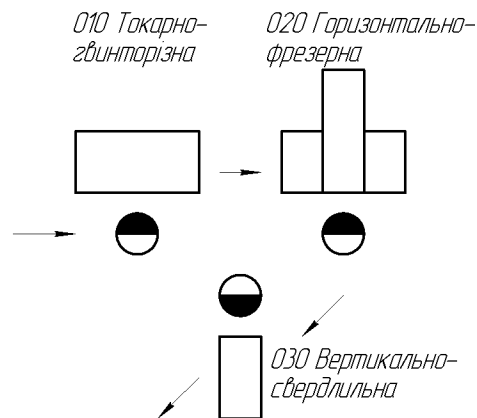 010 Токарно-
гвинторізна
020 Горизонтально-
фрезерна
030 Вертикально-
свердлильна